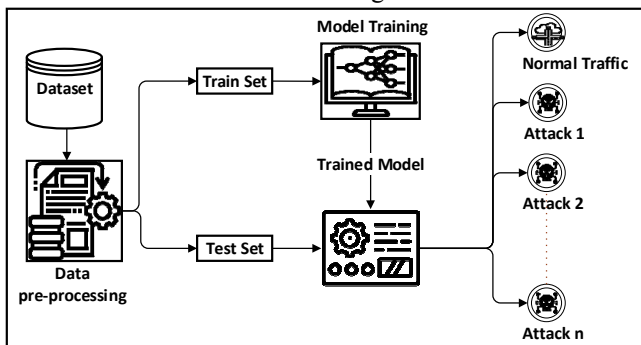 Model Training
Dataset
Train Set
Normal Traffic
Attack 1
Trained Model
Attack 2
Test Set
Data
pre-processing
Attack n